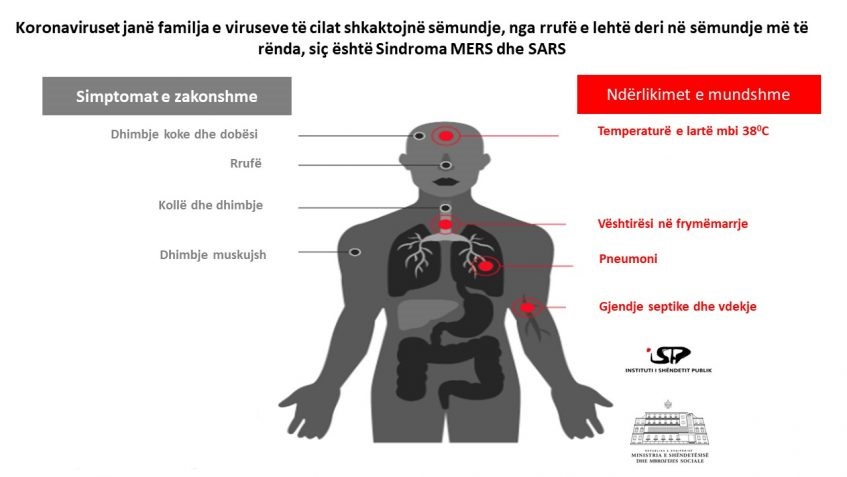 Koronaviruset janë familja e viruseve të cilat shkaktojnë sëmundje, nga rrufë e lehtë deri në sëmundje më të
rënda, siç është Sindroma MERS dhe SARS
Simptomat e zakonshme
Ndërlikimet e mundshme
Dhimbje koke dhe dobësi
Temperaturë e lartë mbi 38⁰C
Rrufë
Kollë dhe dhimbje
Vështirësi në frymëmarrje
Dhimbje muskujsh
Pneumoni
Gjendje septike dhe vdekje
iSP
INSTITUTI I SHËNDETIT PUBLIK
REPUBLIKA E SHQIPËRISË
MINISTRIA E SHËNDETËSISË
DHE MBROJTJES SOCIALE